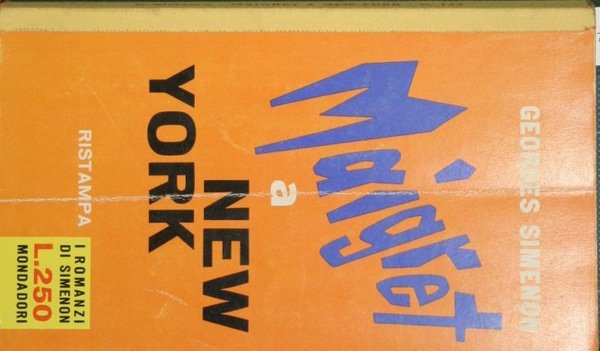 GEORGES SIMENON
Maigret
a
NEW
YORK
RISTAMPA
I ROMANZI
DI SIMENON
L.250
MONDADORI